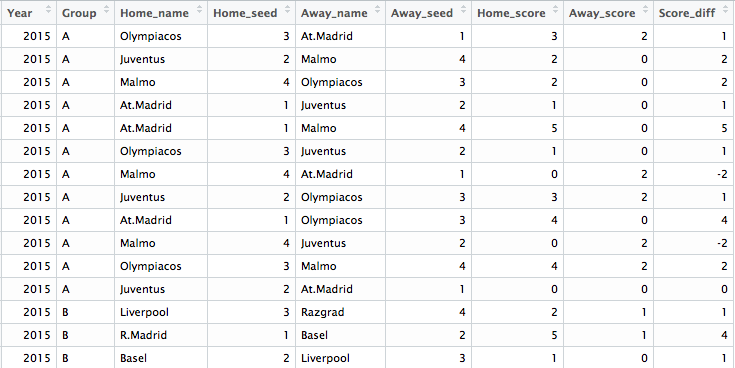 Year Group Home_name Home_seed Away_name Away_seed Home_score Away_score Score_diff
2015 A Olympiacos 3 At.Madrid 1 3 2 1
2015 A Juventus 2 Malmo 4 2 0 2
2015 A Malmo 4 Olympiacos 3 2 0 2
2015 A At.Madrid 1 Juventus 2 1 0 1
2015 A At.Madrid 1 Malmo 4 5 0 5
2015 A Olympiacos 3 Juventus 2 1 0 1
2015 A Malmo 4 At.Madrid 1 0 2 -2
2015 A Juventus 2 Olympiacos 3 3 2 1
2015 A At.Madrid 1 Olympiacos 3 4 0 4
2015 A Malmo 4 Juventus 2 0 2 -2
2015 A Olympiacos 3 Malmo 4 4 2 2
2015 A Juventus 2 At.Madrid 1 0 0 0
2015 B Liverpool 3 Razgrad 4 2 1 1
2015 B R.Madrid 1 Basel 2 5 1 4
2015 B Basel 2 Liverpool 3 1 0 1